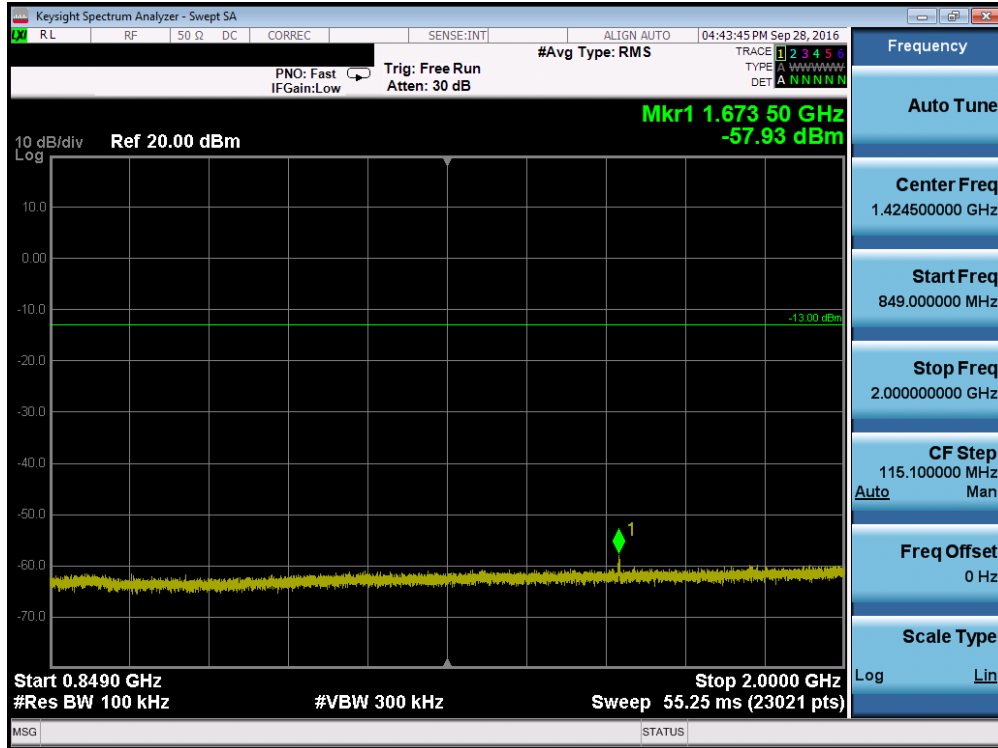 Keysight Spectrum Analyzer - Swept SA
LXI RL RF 50 Ω DC CORREC SENSE:INT ALIGN AUTO 04:43:45 PM Sep 28, 2016
#Avg Type: RMS
TRACE 1 2 3 4 5 6
PNO: Fast Trig: Free Run
TYPE A WWWWW
IFGain:Low Atten: 30 dB
DET A N N N N N
Mkr1 1.673 50 GHz
-57.93 dBm
10 dB/div Ref 20.00 dBm
Log
10.0
0.00
-10.0
-13.00 dBm
-20.0
-30.0
-40.0
-50.0
1
-60.0
-70.0
Start 0.8490 GHz Stop 2.0000 GHz
#Res BW 100 kHz #VBW 300 kHz Sweep 55.25 ms (23021 pts)
MSG STATUS
Frequency
Auto Tune
Center Freq
1.424500000 GHz
Start Freq
849.000000 MHz
Stop Freq
2.000000000 GHz
CF Step
115.100000 MHz
Auto Man
Freq Offset
0 Hz
Scale Type
Log Lin